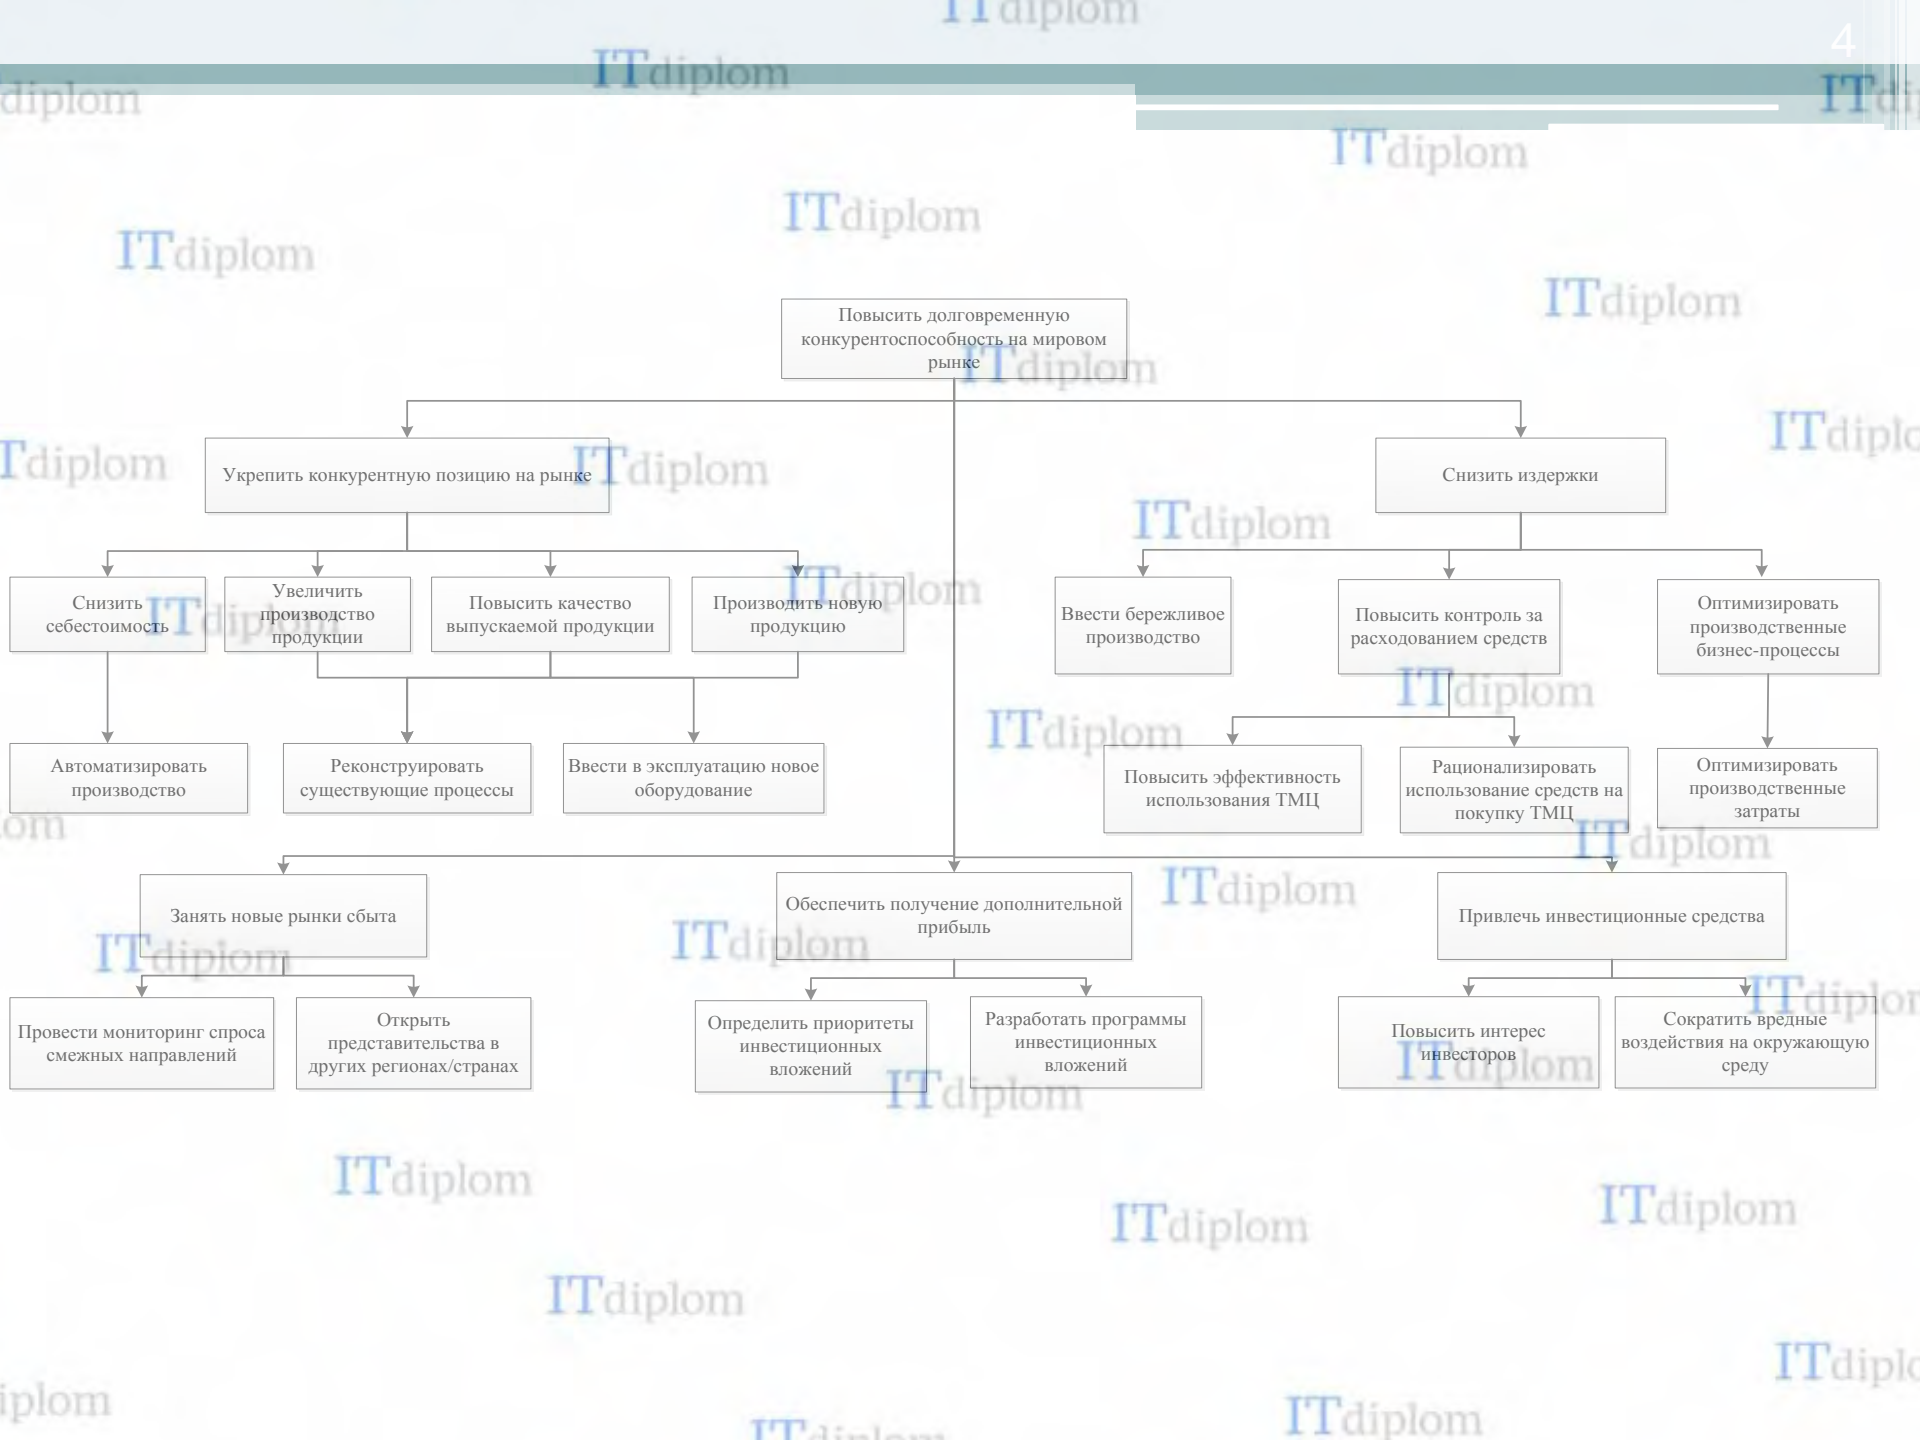 4
Повысить долговременную
конкурентоспособность на мировом
рынке
Укрепить конкурентную позицию на рынке
Снизить издержки
Снизить
себестоимость
Увеличить
производство
продукции
Повысить качество
выпускаемой продукции
Производить новую
продукцию
Ввести бережливое
производство
Повысить контроль за
расходованием средств
Оптимизировать
производственные
бизнес-процессы
Автоматизировать
производство
Реконструировать
существующие процессы
Ввести в эксплуатацию новое
оборудование
Повысить эффективность
использования ТМЦ
Рационализировать
использование средств на
покупку ТМЦ
Оптимизировать
производственные
затраты
Занять новые рынки сбыта
Обеспечить получение дополнительной
прибыль
Привлечь инвестиционные средства
Провести мониторинг спроса
смежных направлений
Открыть
представительства в
других регионах/странах
Определить приоритеты
инвестиционных
вложений
Разработать программы
инвестиционных
вложений
Повысить интерес
инвесторов
Сократить вредные
воздействия на окружающую
среду
ITdiplom